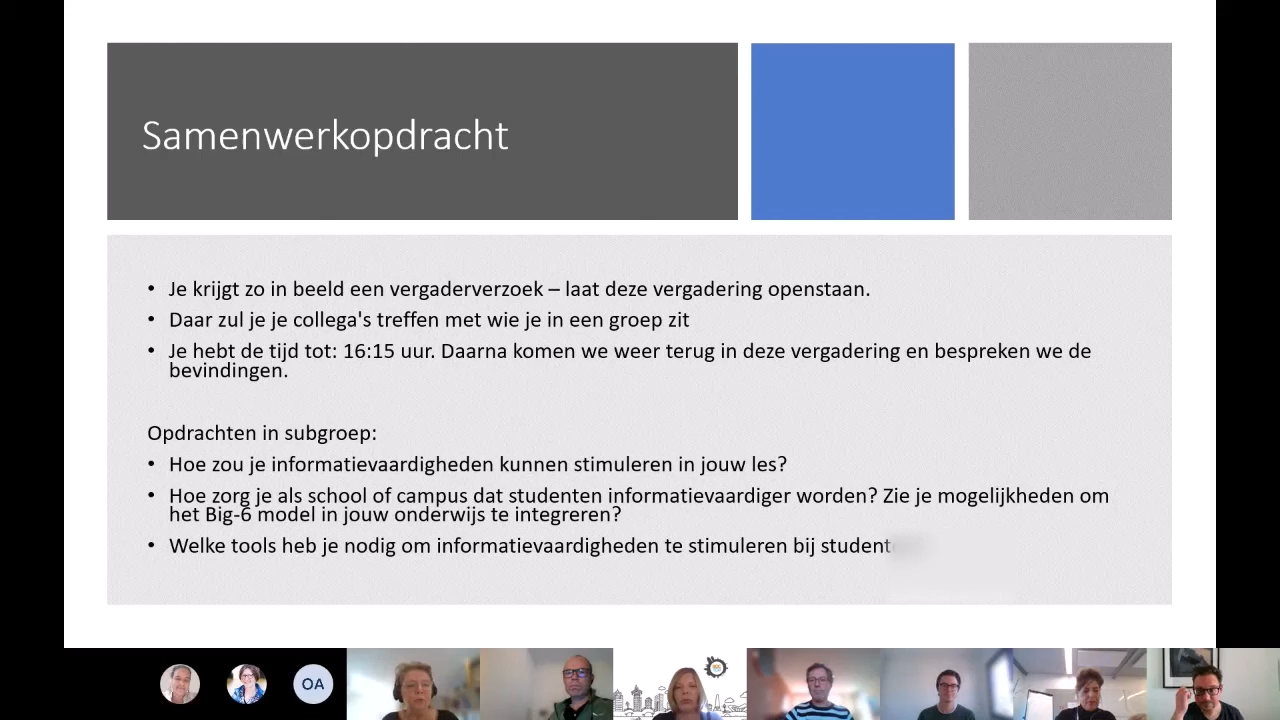 Samenwerkopdracht
• Je krijgt zo in beeld een vergaderverzoek – laat deze vergadering openstaan.
• Daar zul je je collega's treffen met wie je in een groep zit
• Je hebt de tijd tot: 16:15 uur. Daarna komen we weer terug in deze vergadering en bespreken we de
bevindingen.
Opdrachten in subgroep:
• Hoe zou je informatievaardigheden kunnen stimuleren in jouw les?
• Hoe zorg je als school of campus dat studenten informatievaardiger worden? Zie je mogelijkheden om
het Big-6 model in jouw onderwijs te integreren?
• Welke tools heb je nodig om informatievaardigheden te stimuleren bij
OA